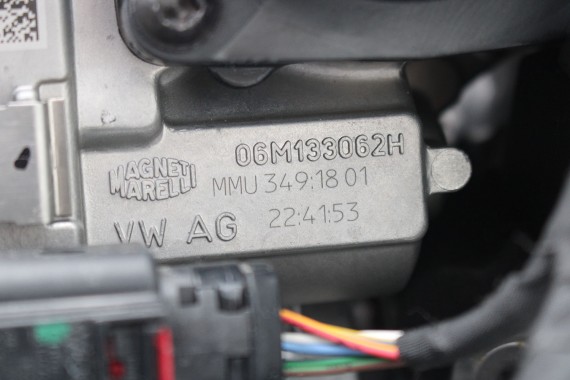 06M133062H
MAGNETI
MARELLI
MMU 349:18 01
VW AG
22:41:53